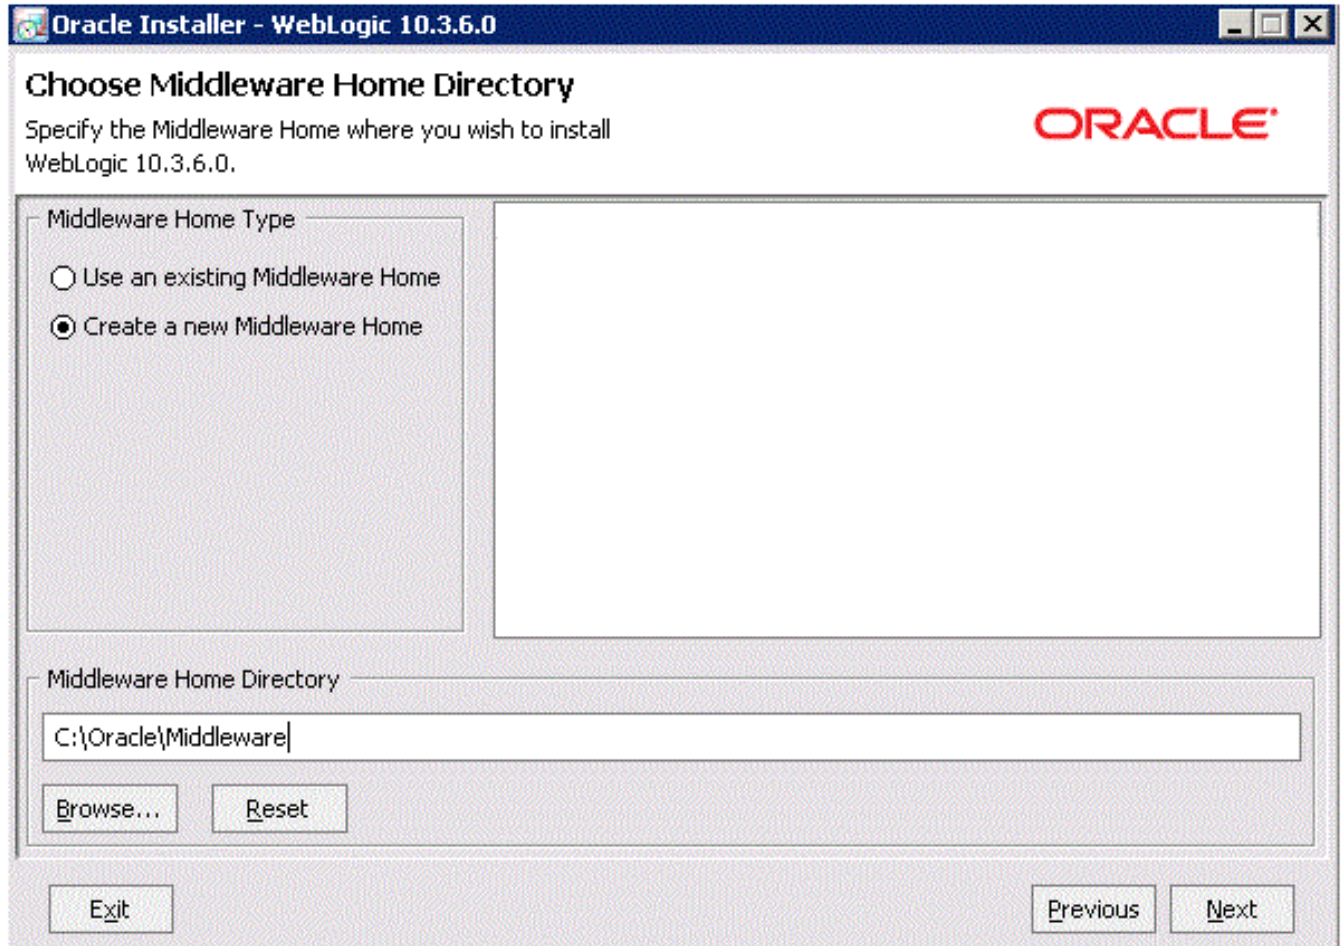 Oracle Installer - WebLogic 10.3.6.0
Choose Middleware Home Directory
Specify the Middleware Home where you wish to install
WebLogic 10.3.6.0.
ORACLE
Middleware Home Type
Use an existing Middleware Home
Create a new Middleware Home
Middleware Home Directory
C:\Oracle\Middleware
Browse... Reset
Exit Previous Next